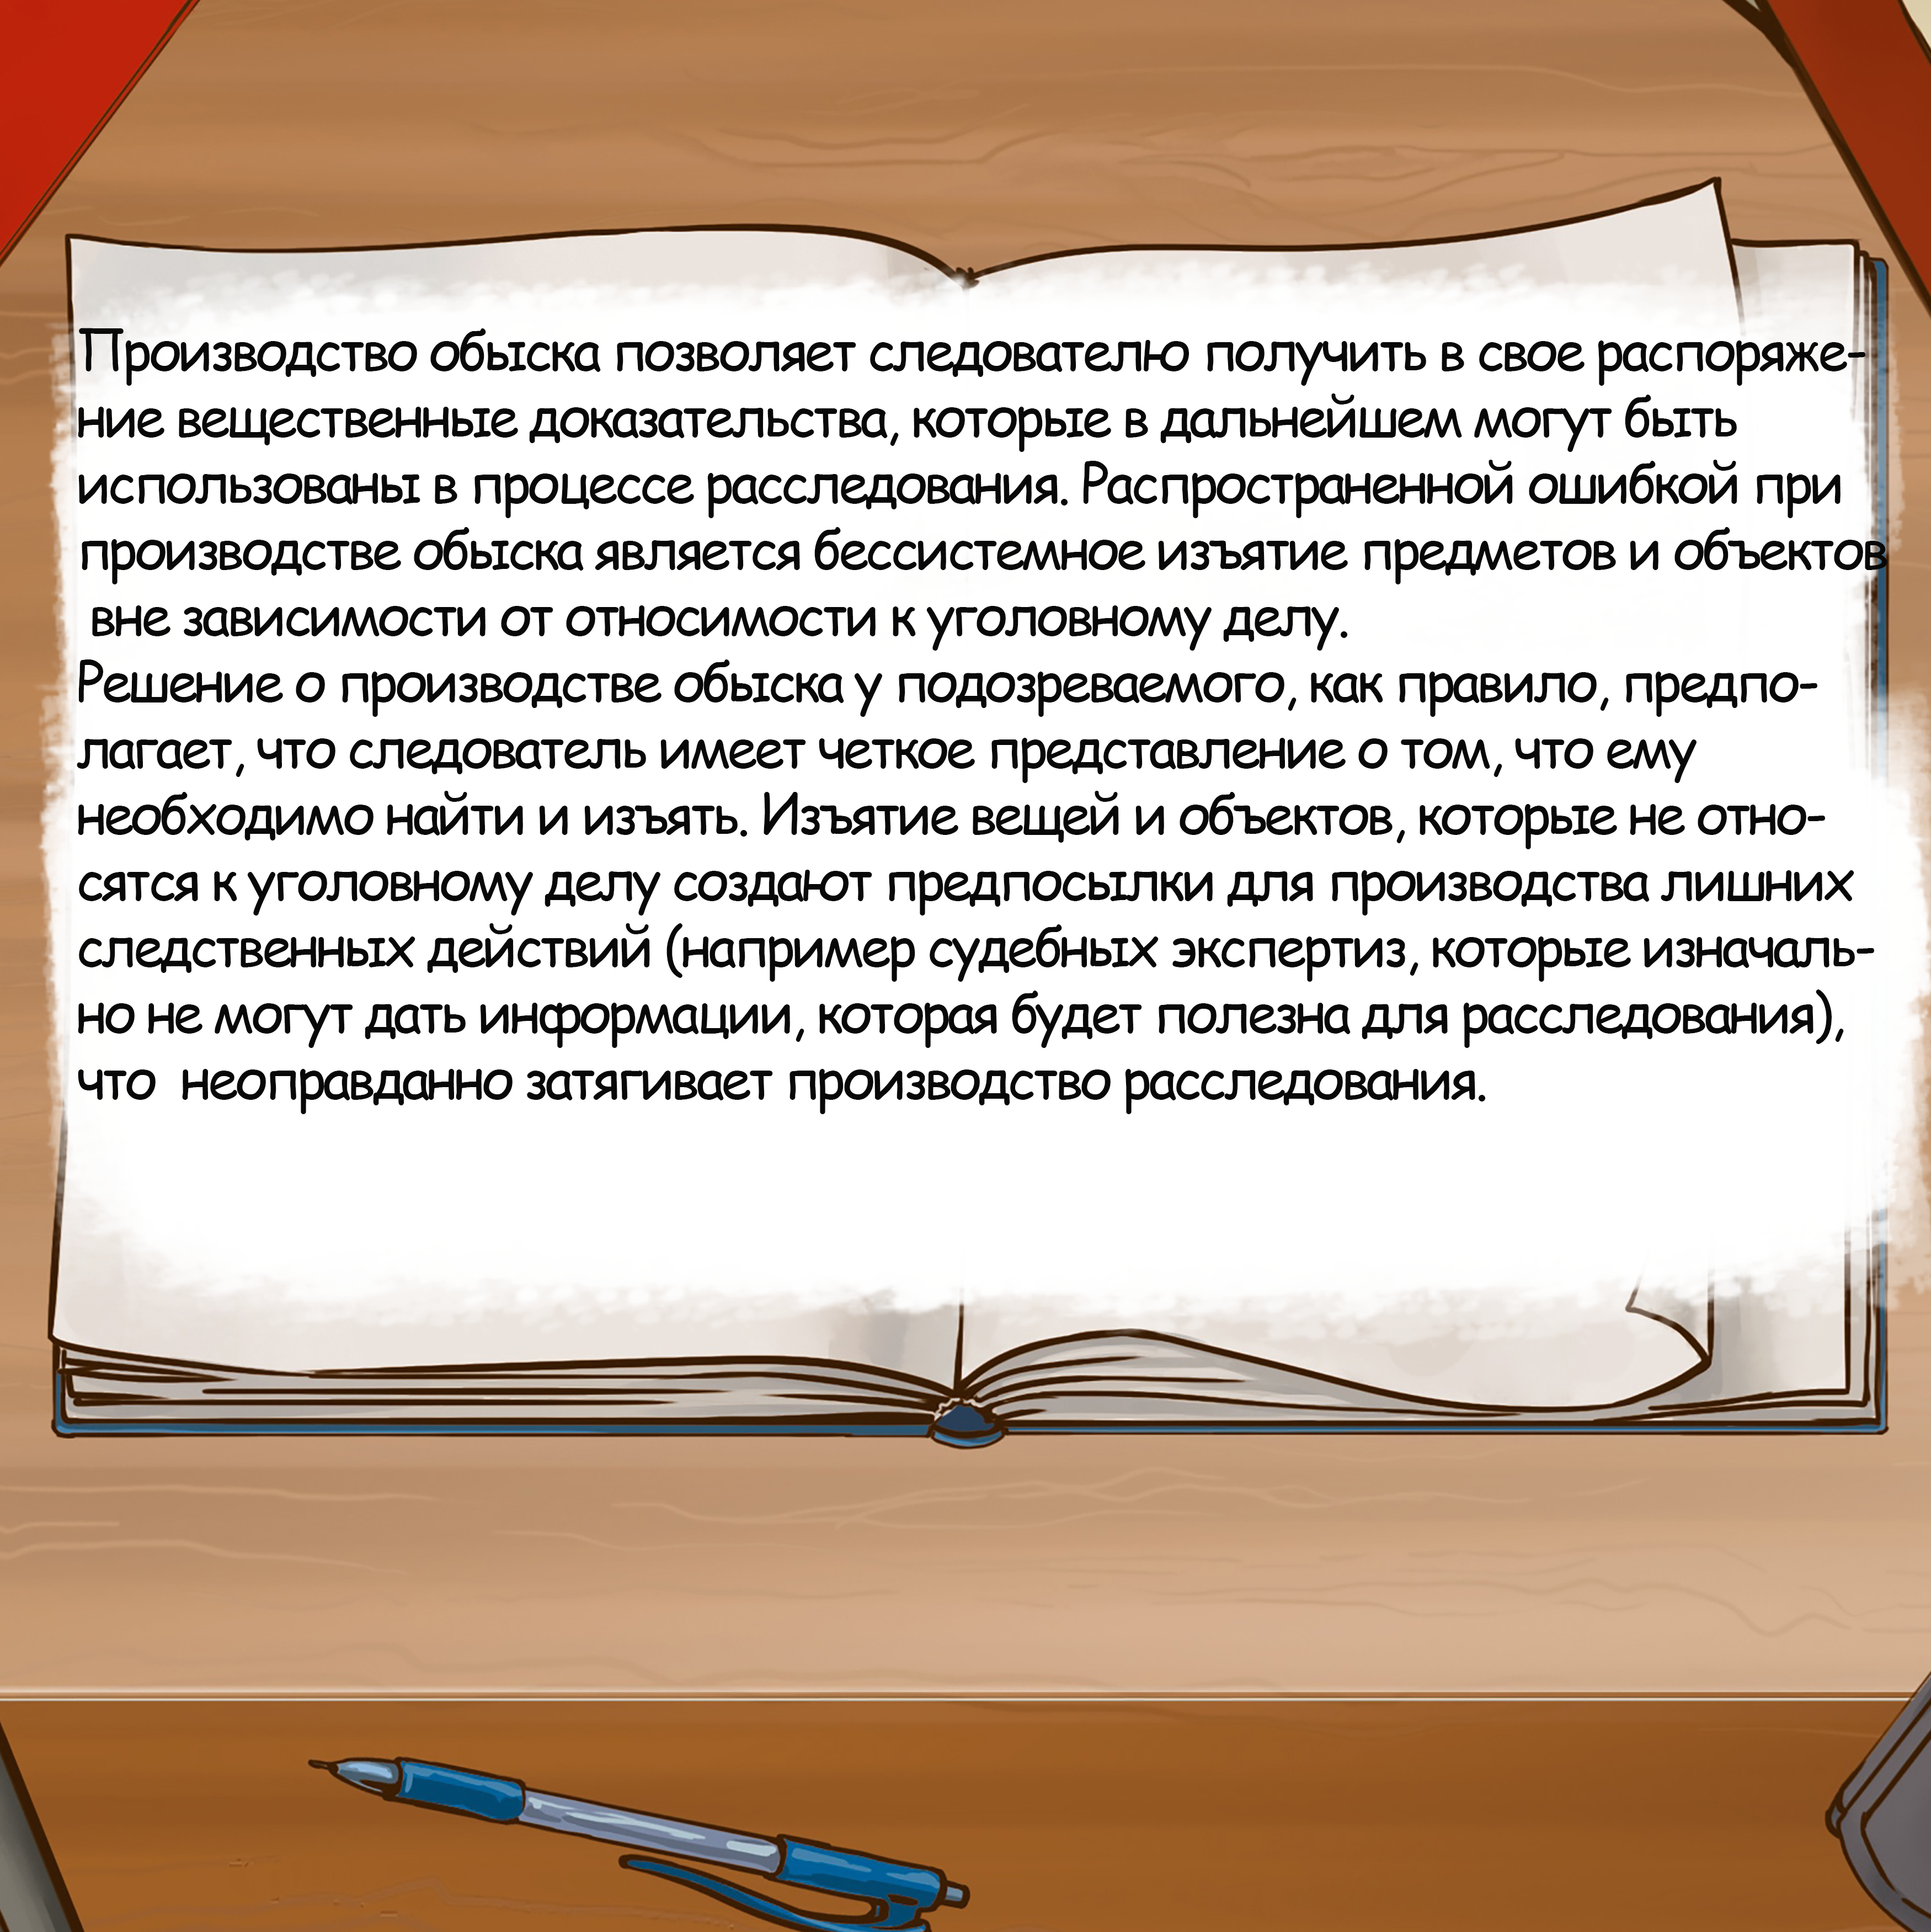 Производство обыска позволяет следователю получить в свое распоряже-
ние вещественные доказательства, которые в дальнейшем могут быть
использованы в процессе расследования. Распространенной ошибкой при
производстве обыска является бессистемное изъятие предметов и объектов
вне зависимости от относимости к уголовному делу.
Решение о производстве обыска у подозреваемого, как правило, предпо-
лагает, что следователь имеет четкое представление о том, что ему
необходимо найти и изъять. Изъятие вещей и объектов, которые не отно-
сятся к уголовному делу создают предпосылки для производства лишних
следственных действий (например судебных экспертиз, которые изначаль-
но не могут дать информации, которая будет полезна для расследования),
что  неоправданно затягивает производство расследования.